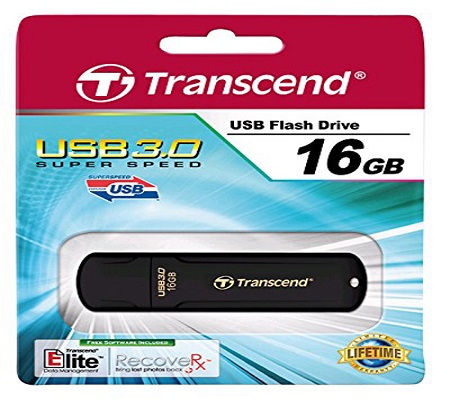 Transcend®
USB Flash Drive
16GB
USB 3.0
SUPER SPEED
SUPERSPEED
USB
Transcend
USB3.0
16GB
FREE SOFTWARE INCLUDED
Transcend
Elite
Data Management
RecoveRx
Bring lost photos back
LIFETIME